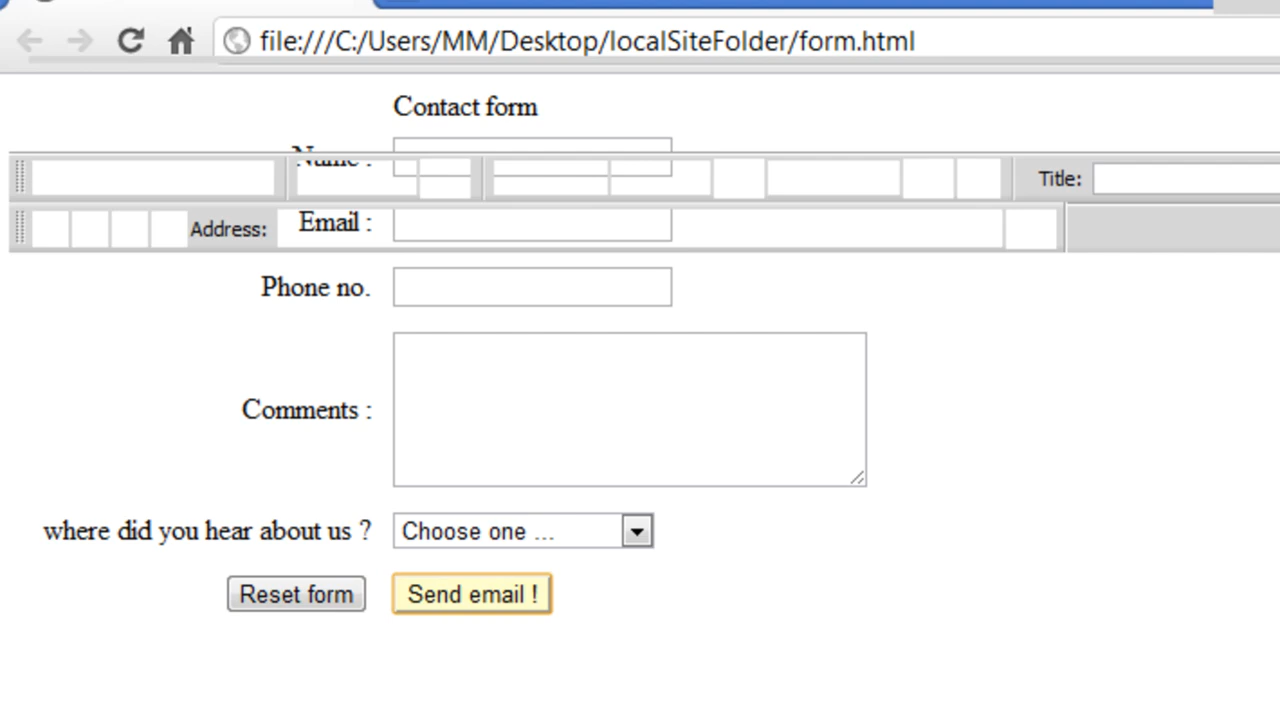 file:///C:/Users/MM/Desktop/localSiteFolder/form.html
Contact form
Name :
Title:
Address:
Email :
Phone no.
Comments :
where did you hear about us ?
Choose one ...
Reset form
Send email !